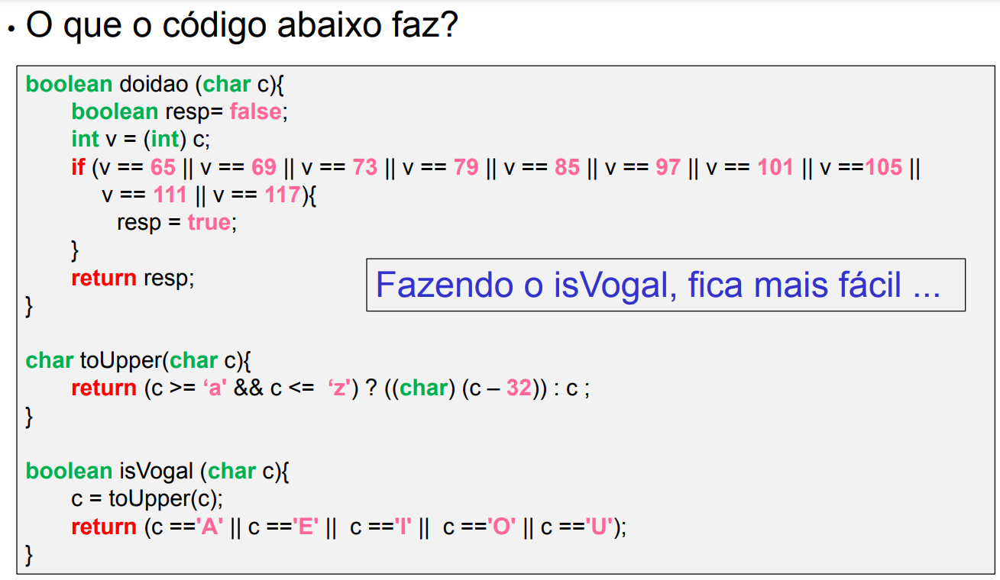 • O que o código abaixo faz?
boolean doidao (char c){
boolean resp= false;
int v = (int) c;
if (v == 65 || v == 69 || v == 73 || v == 79 || v == 85 || v == 97 || v == 101 || v ==105 ||
v == 111 || v == 117){
resp = true;
}
return resp;
Fazendo o isVogal, fica mais fácil ...
}
char toUpper(char c){
return (c >= ‘a' && c <= ‘z') ? ((char) (c – 32)) : c ;
}
boolean isVogal (char c){
c = toUpper(c);
return (c =='A' || c =='E' || c =='I' || c =='O' || c =='U');
}